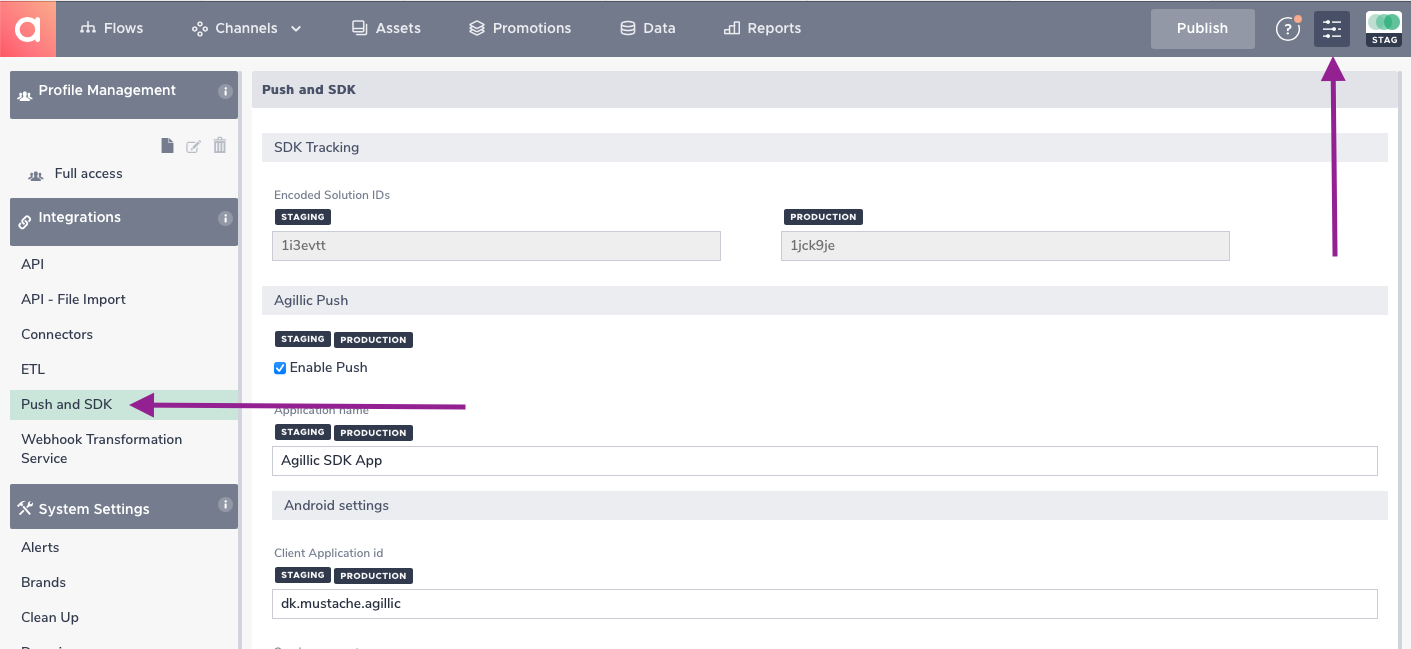 a Flows Channels Assets Promotions Data Reports Publish ? STAG
Profile Management i
Full access
Integrations i
API
API - File Import
Connectors
ETL
Push and SDK
Webhook Transformation
Service
System Settings i
Alerts
Brands
Clean Up
Push and SDK
SDK Tracking
Encoded Solution IDs
STAGING PRODUCTION
1i3evtt 1jck9je
Agillic Push
STAGING PRODUCTION
Enable Push
Application name
STAGING PRODUCTION
Agillic SDK App
Android settings
Client Application id
STAGING PRODUCTION
dk.mustache.agillic